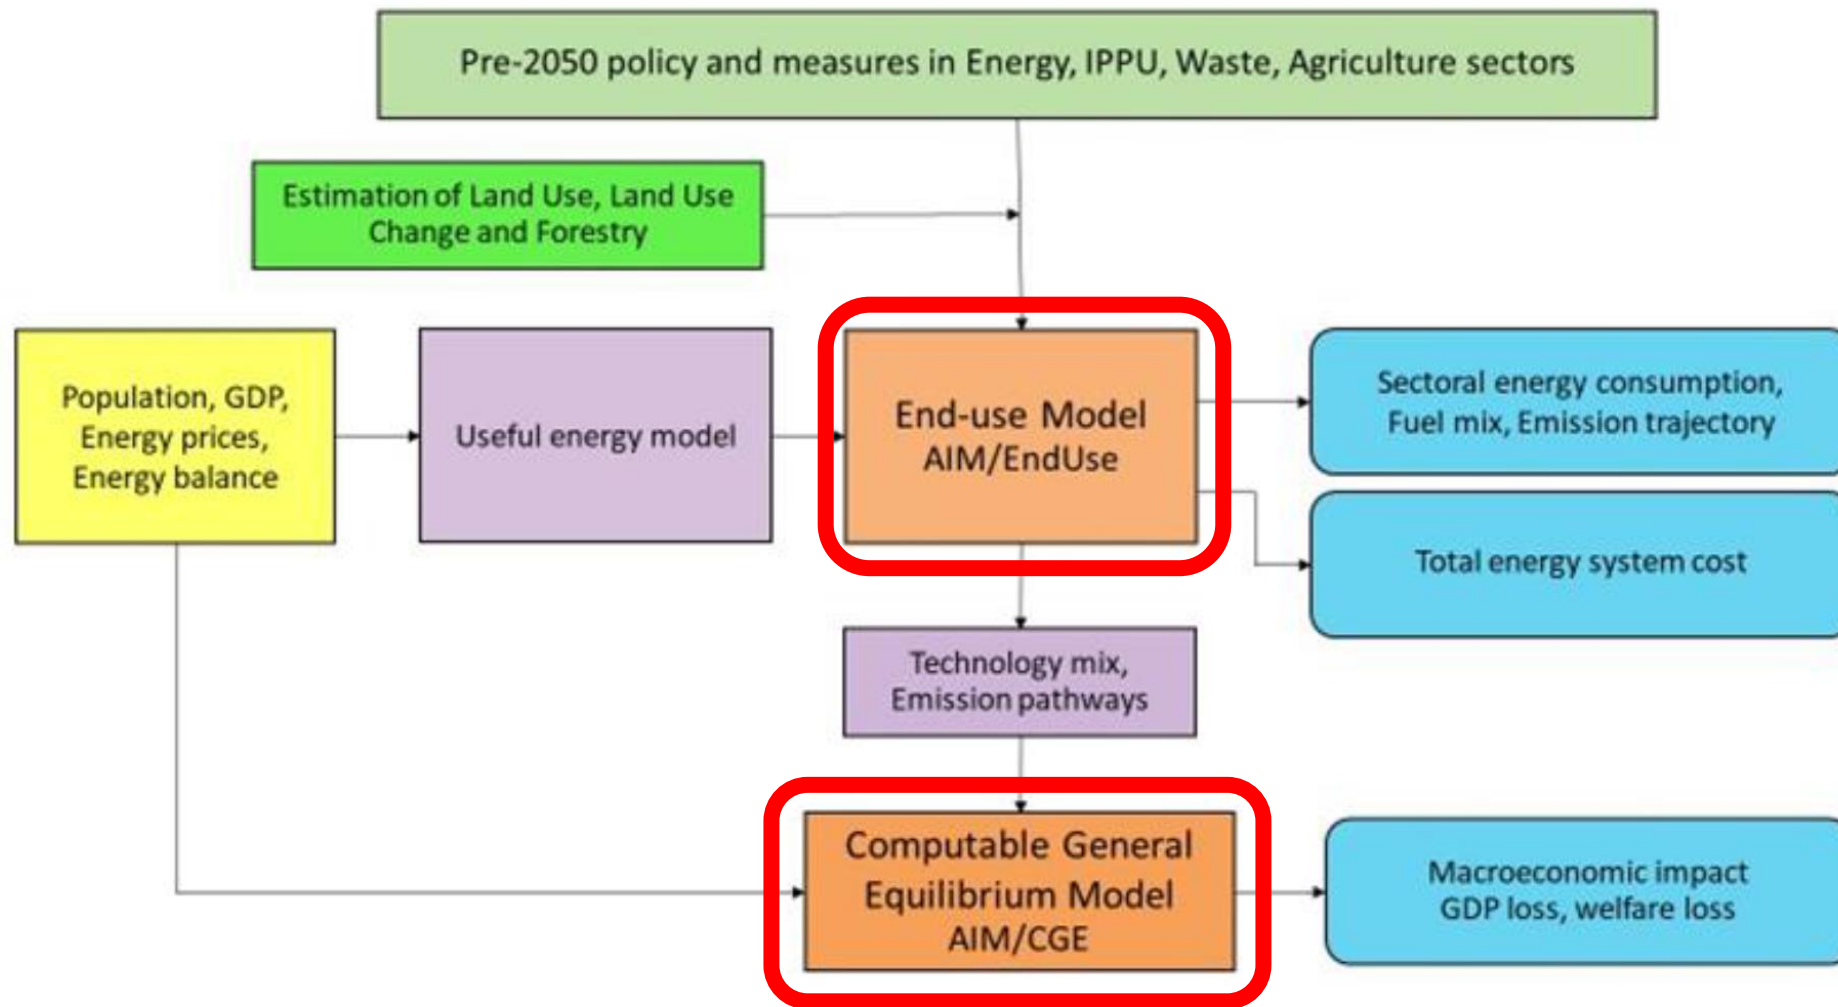 Pre-2050 policy and measures in Energy, IPPU, Waste, Agriculture sectors
Estimation of Land Use, Land Use
Change and Forestry
Population, GDP,
Energy prices,
Energy balance
Useful energy model
End-use Model
AIM/EndUse
Sectoral energy consumption,
Fuel mix, Emission trajectory
Total energy system cost
Technology mix,
Emission pathways
Computable General
Equilibrium Model
AIM/CGE
Macroeconomic impact
GDP loss, welfare loss